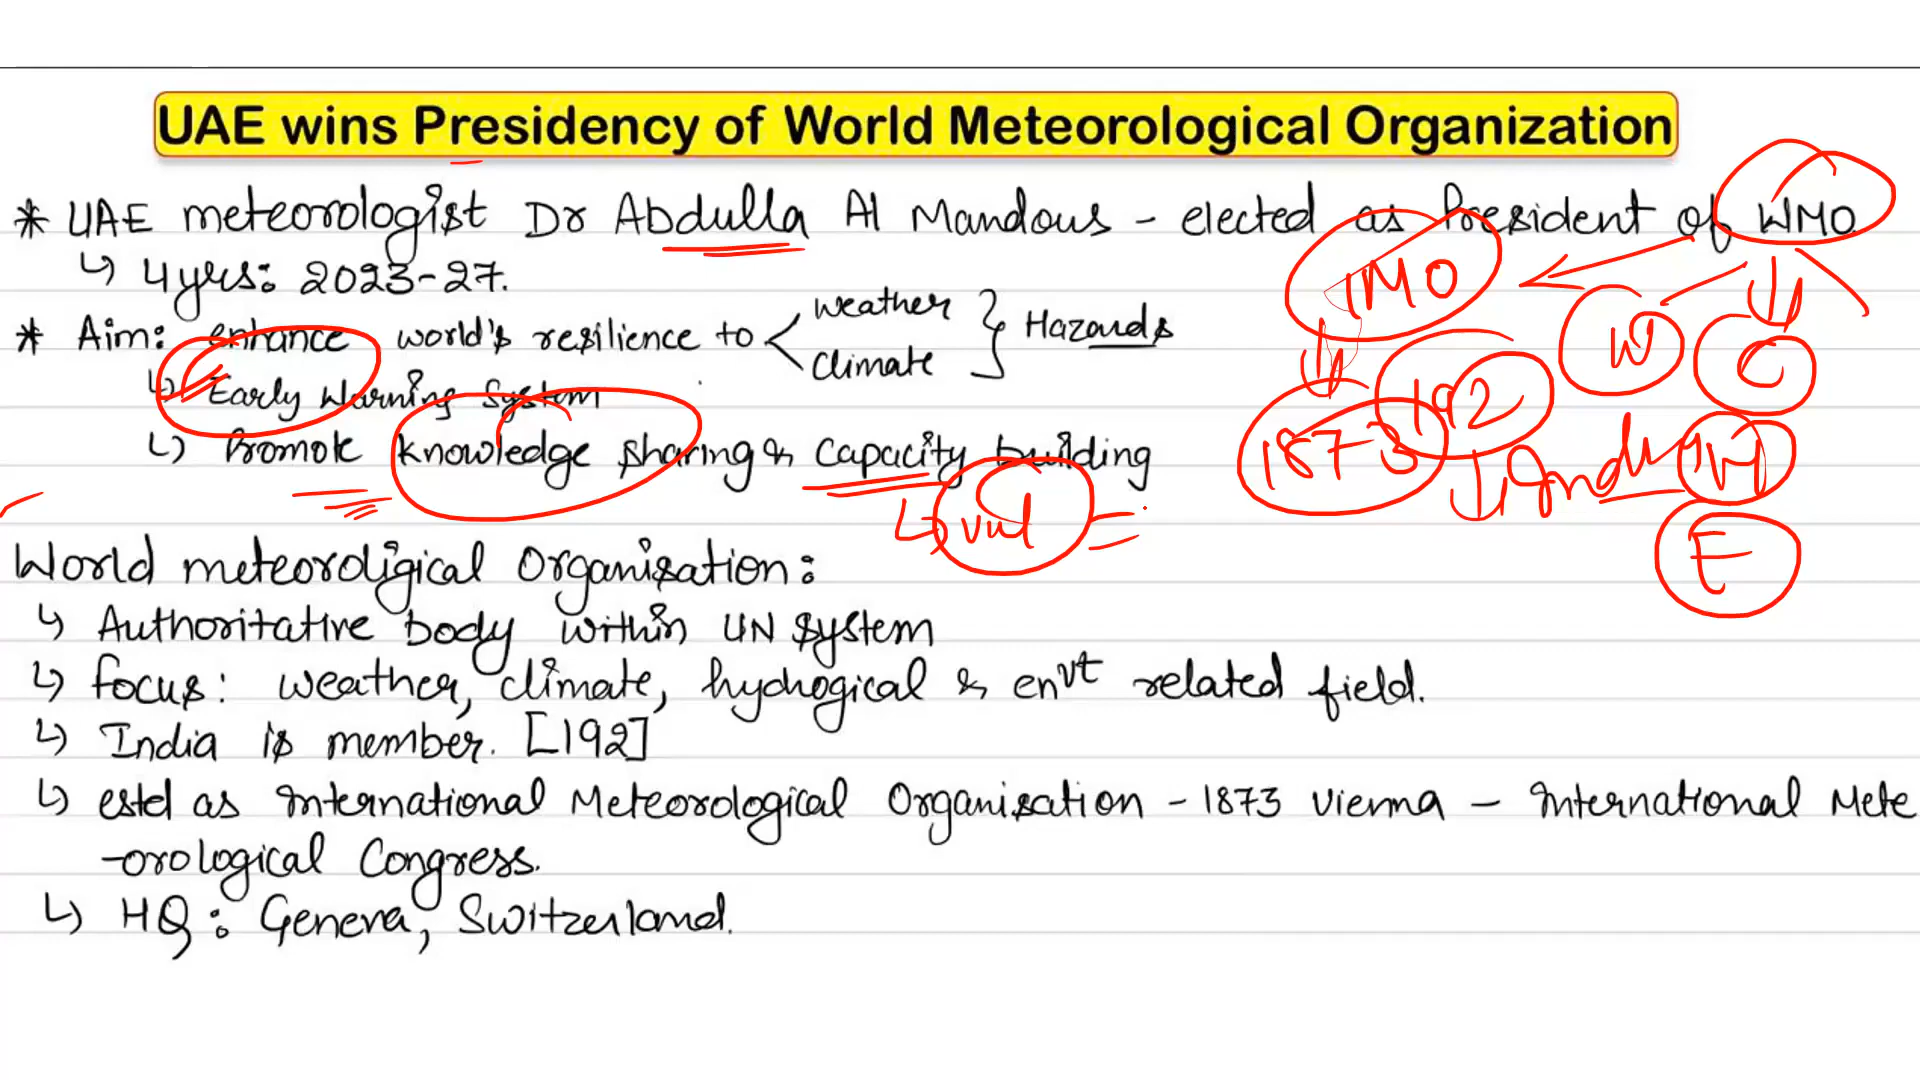 UAE wins Presidency of World Meteorological Organization
* UAE meteorologist Dr Abdulla Al Mandous - elected as President of WMO
↳ 4yrs: 2023-27.
* Aim: enhance world's resilience to < Weather Climate } Hazards
↳ Early Warning System
↳ Promote knowledge sharing & Capacity building
↳ vul
IMO
1873
192
↓ India
W
C
H
E
World meteoroligical Organisation:
↳ Authoritative body within UN System
↳ focus: weather, climate, hydrogical & envt related field.
↳ India is member. [192]
↳ estd as International Meteorological Organisation - 1873 Vienna - International Mete
-orological Congress.
↳ HQ: Geneva, Switzerland.